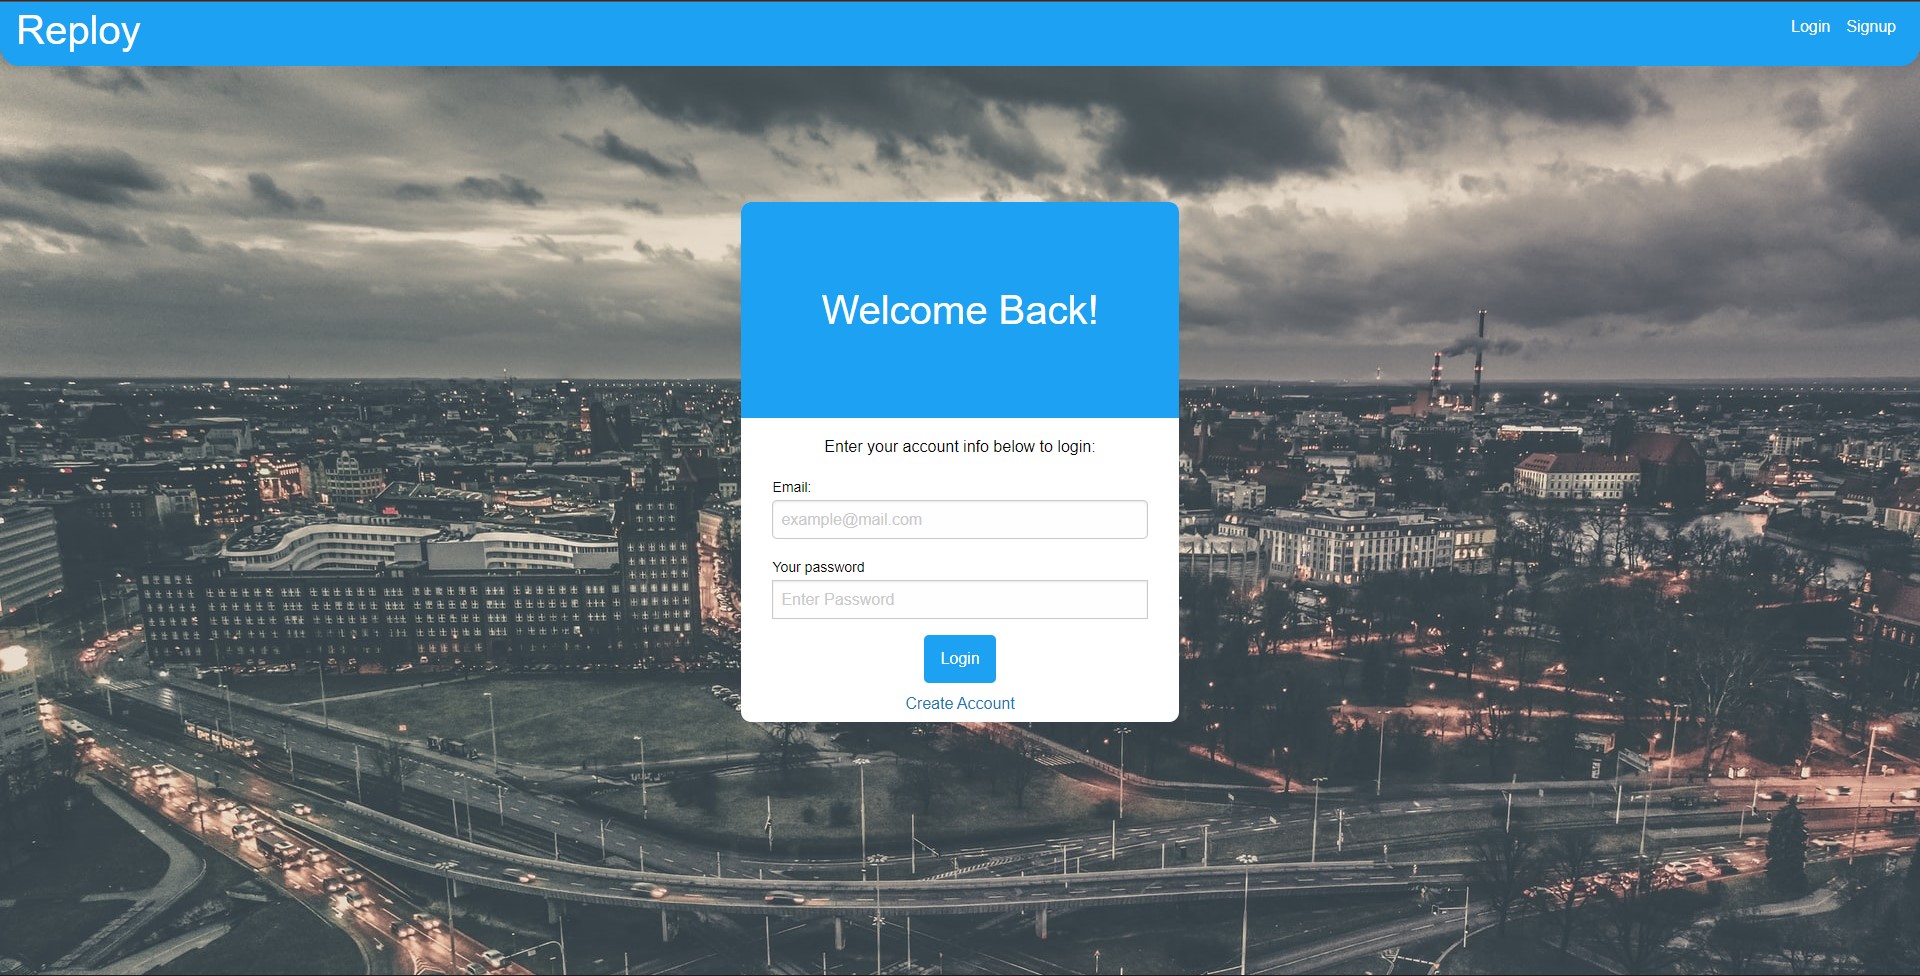 Reploy
Login Signup
Welcome Back!
Enter your account info below to login:
Email:
example@mail.com
Your password
Enter Password
Login
Create Account